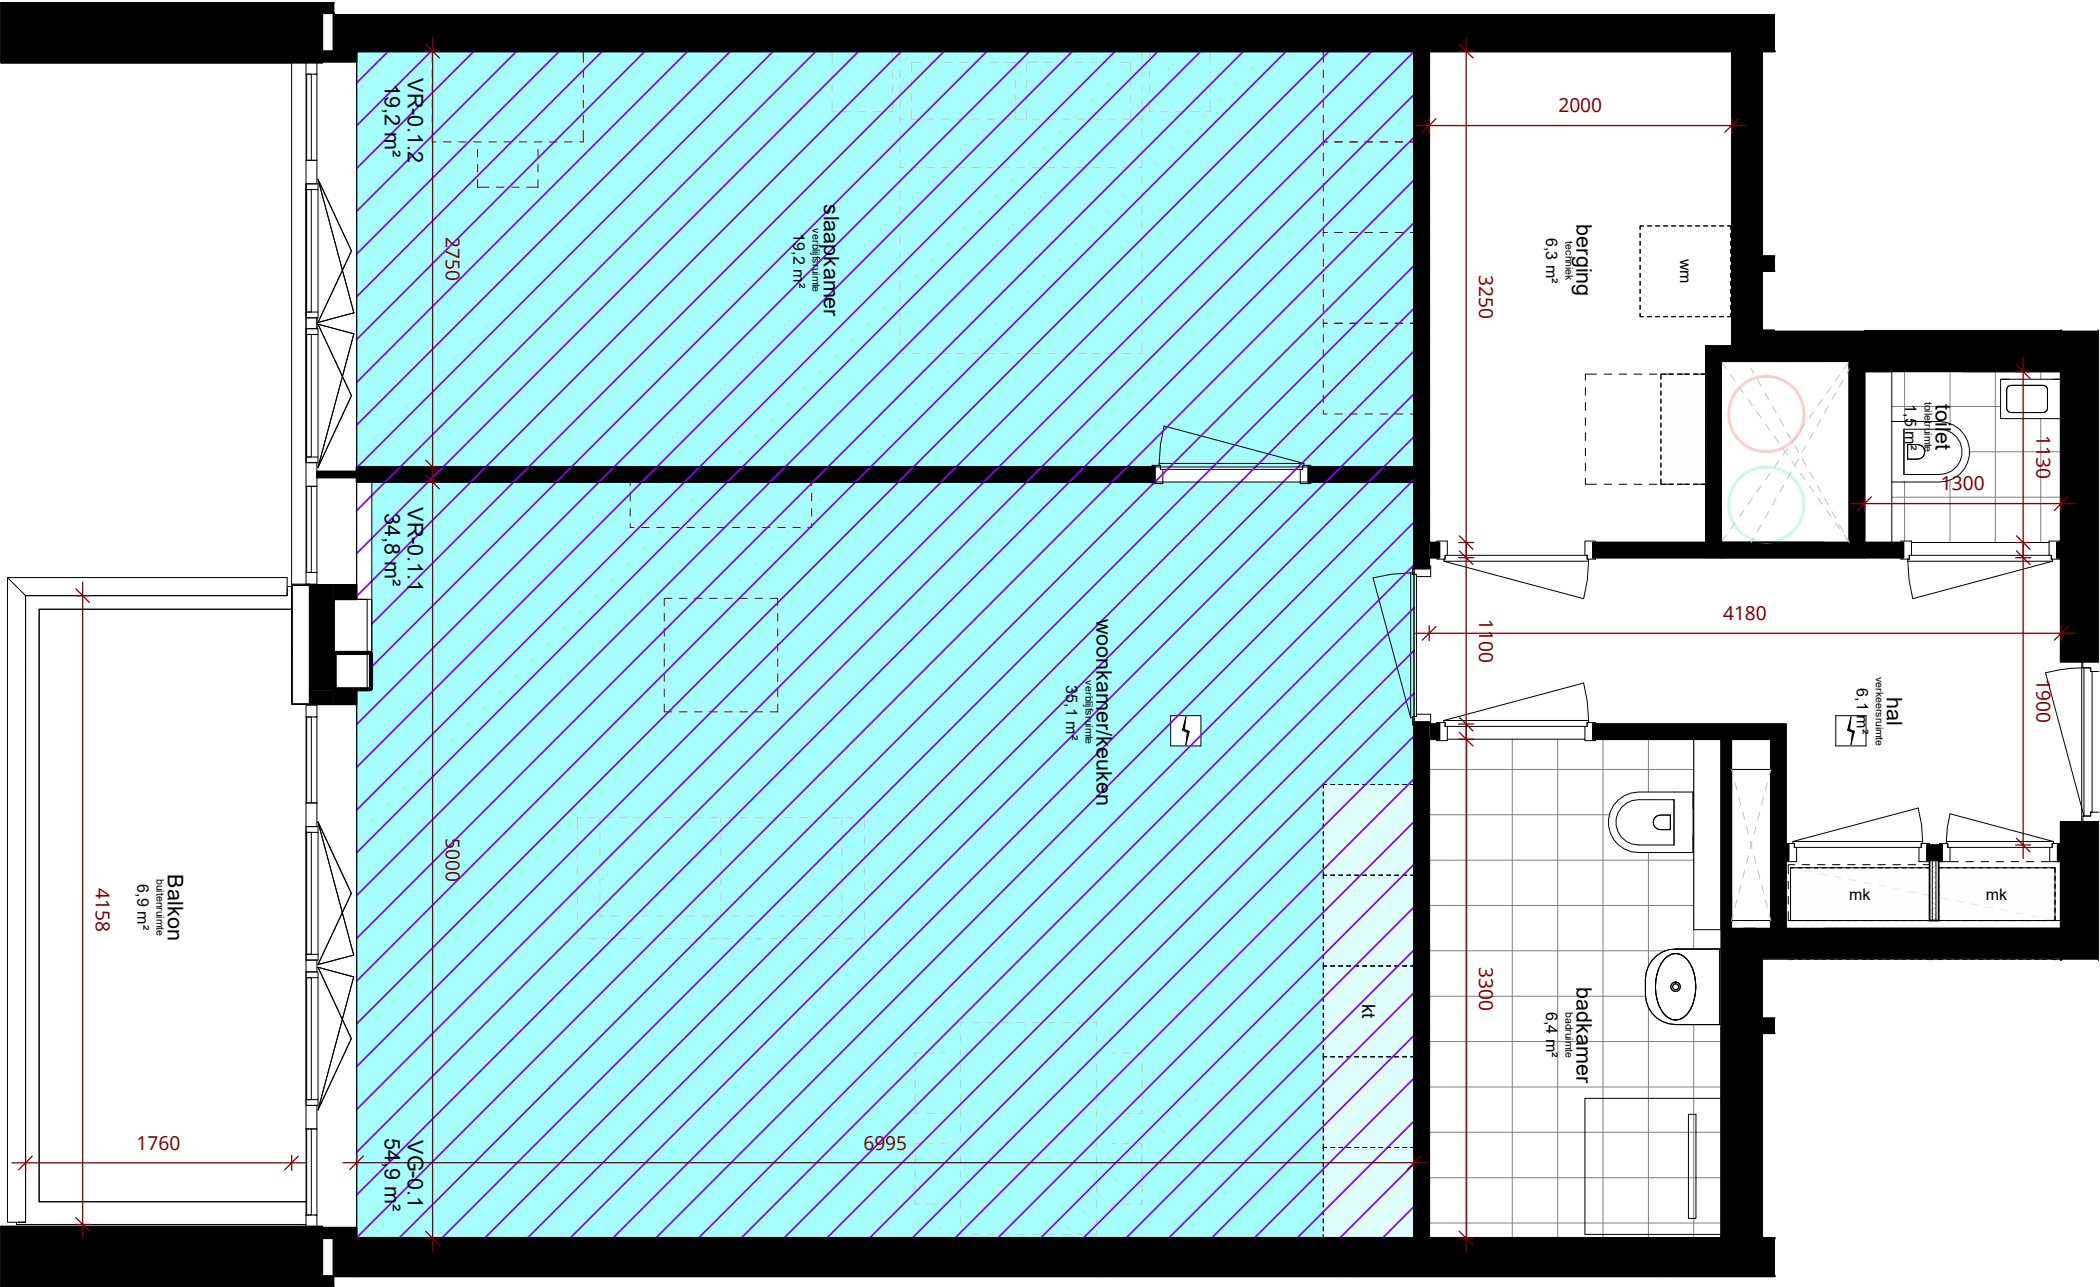 VR-0.1.2
19,2 m²
2750
slaapkamer
verblijfsruimte
19,2 m²
2000
3250
berging
techniek
6,3 m²
wm
toilet
toiletruimte
1,5 m²
1130
1300
VR-0.1.1
34,8 m²
5000
woonkamer/keuken
verblijfsruimte
35,1 m²
1100
4180
hal
verkeersruimte
6,1 m²
1900
mk
mk
Balkon
buitenruimte
6,9 m²
4158
1760
kt
3300
badkamer
badruimte
6,4 m²
VG-0.1
54,9 m²
6995